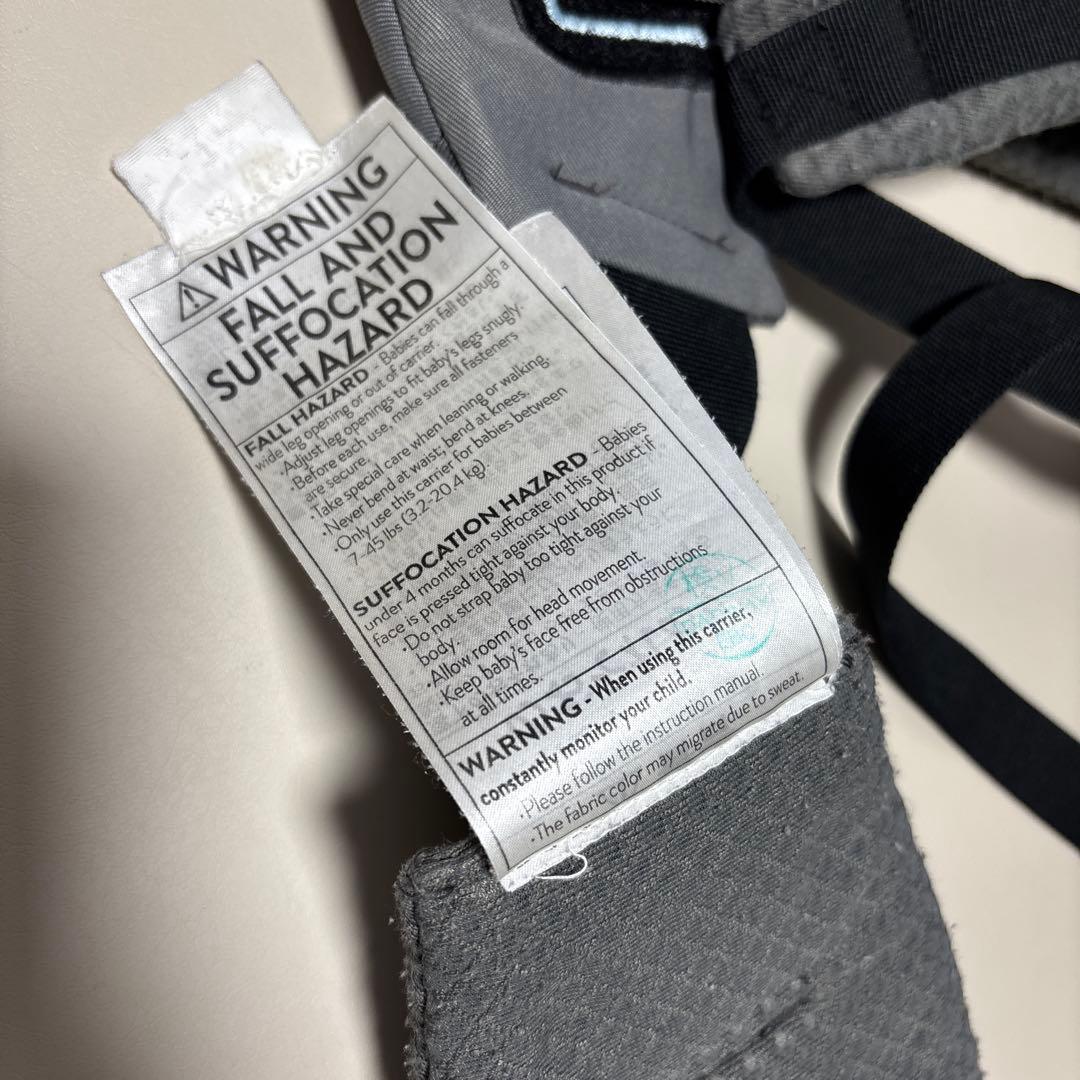 ⚠ WARNING
FALL AND
SUFFOCATION
HAZARD
FALL HAZARD - Babies can fall through a
wide leg opening or out of carrier.
·Adjust leg openings to fit baby's legs snugly.
·Before each use, make sure all fasteners
are secure.
·Take special care when leaning or walking.
·Never bend at waist; bend at knees.
·Only use this carrier for babies between
7-45 lbs (3.2-20.4 kg)
SUFFOCATION HAZARD - Babies
under 4 months can suffocate in this product if
face is pressed tight against your body.
·Do not strap baby too tight against your
body.
·Allow room for head movement.
·Keep baby's face free from obstructions
at all times.
WARNING - When using this carrier,
constantly monitor your child.
·Please follow the instruction manual.
·The fabric color may migrate due to sweat.